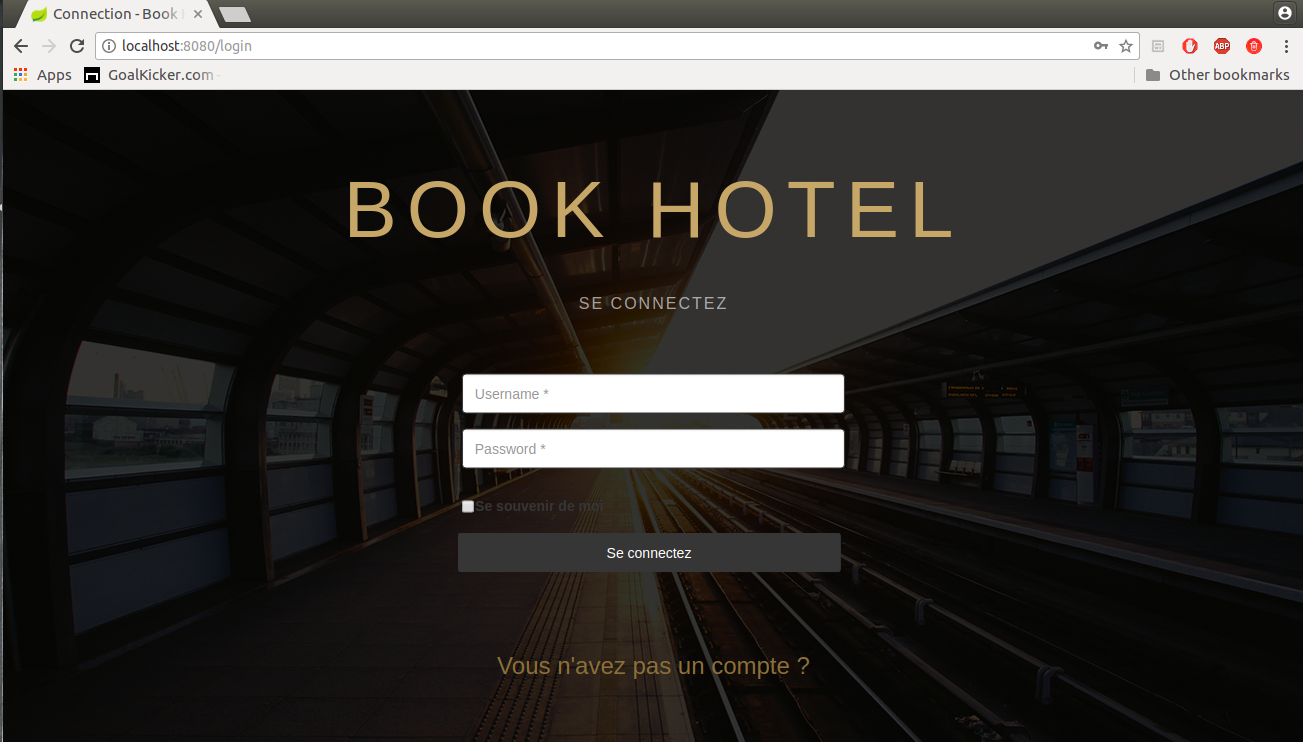 Connection - Book
localhost:8080/login
ABP
Apps
GoalKicker.com
Other bookmarks
BOOK HOTEL
SE CONNECTEZ
Username *
Password *
Se souvenir de moi
Se connectez
Vous n'avez pas un compte ?